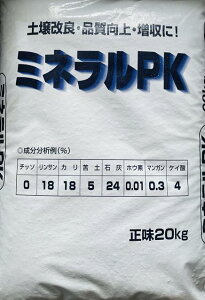 土壌改良・品質向上・増収に!
ミネラルPK
○成分分析例(%)
チッソ リンサン カリ 苦土 石灰 ホウ素 マンガン ケイ酸
0 18 18 5 24 0.01 0.3 4
正味20kg